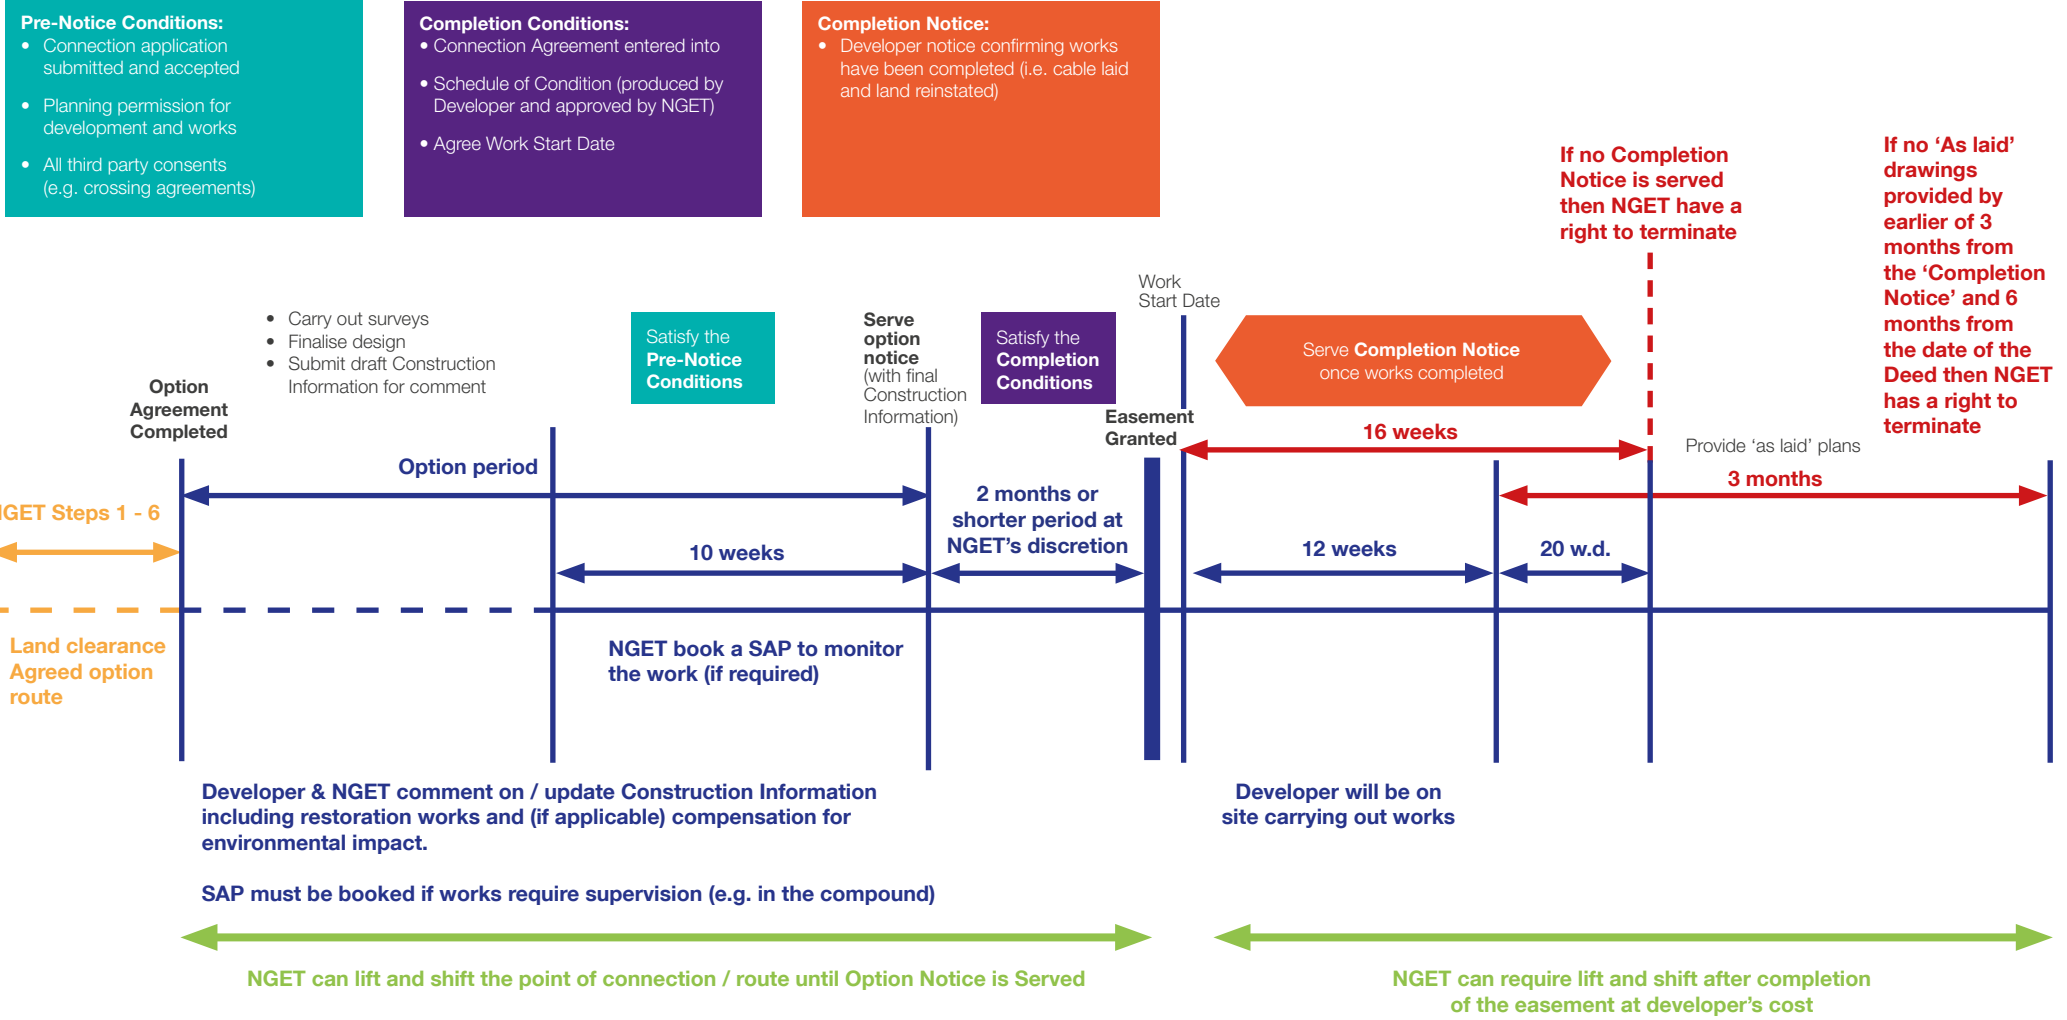 Pre-Notice Conditions:
• Connection application
submitted and accepted
• Planning permission for
development and works
• All third party consents
(e.g. crossing agreements)
Completion Conditions:
• Connection Agreement entered into
• Schedule of Condition (produced by
Developer and approved by NGET)
• Agree Work Start Date
Completion Notice:
• Developer notice confirming works
have been completed (i.e. cable laid
and land reinstated)
If no Completion
Notice is served
then NGET have a
right to terminate
If no ‘As laid’
drawings
provided by
earlier of 3
months from
the ‘Completion
Notice’ and 6
months from
the date of the
Deed then NGET
has a right to
terminate
Option
Agreement
Completed
• Carry out surveys
• Finalise design
• Submit draft Construction
Information for comment
Satisfy the
Pre-Notice
Conditions
Serve
option
notice
(with final
Construction
Information)
Satisfy the
Completion
Conditions
Easement
Granted
Work
Start Date
Serve Completion Notice
once works completed
16 weeks
Provide ‘as laid’ plans
3 months
Option period
NGET Steps 1 - 6
10 weeks
2 months or
shorter period at
NGET’s discretion
12 weeks
20 w.d.
Land clearance
Agreed option
route
NGET book a SAP to monitor
the work (if required)
Developer & NGET comment on / update Construction Information
including restoration works and (if applicable) compensation for
environmental impact.
SAP must be booked if works require supervision (e.g. in the compound)
Developer will be on
site carrying out works
NGET can lift and shift the point of connection / route until Option Notice is Served
NGET can require lift and shift after completion
of the easement at developer’s cost